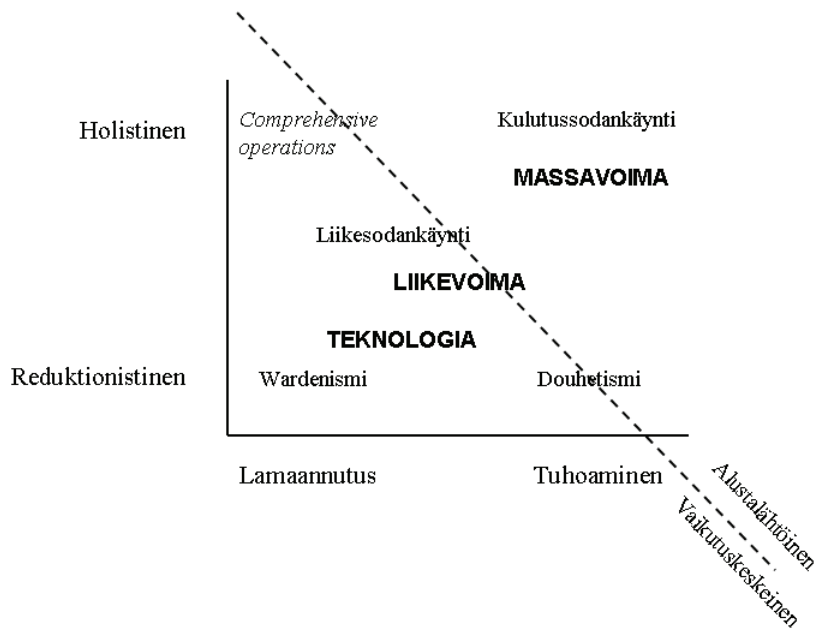 Holistinen
Comprehensive
operations
Kulutussodankäynti
MASSAVOIMA
Liikesodankäynti
LIIKEVOIMA
TEKNOLOGIA
Reduktionistinen
Wardenismi
Douhetismi
Lamaannutus
Tuhoaminen
Alustalähtöinen
Vaikutuskeskeinen